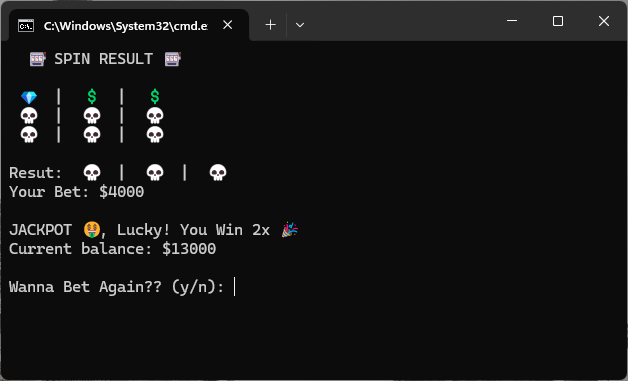 C:\Windows\System32\cmd.e:
🎰 SPIN RESULT 🎰
💎 | $ | $
💀 | 💀 | 💀
💀 | 💀 | 💀
Resut: 💀 | 💀 | 💀
Your Bet: $4000
JACKPOT 🤑, Lucky! You Win 2x 🎉
Current balance: $13000
Wanna Bet Again?? (y/n):